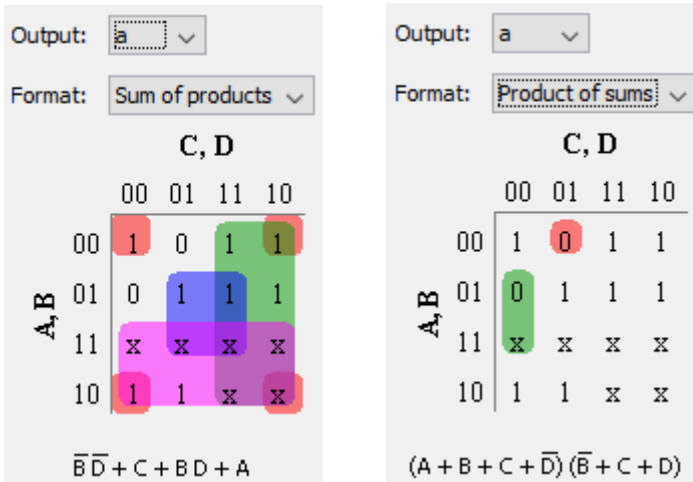 Output: a
Format: Sum of products
C, D
00 01 11 10
A, B
00 1 0 1 1
01 0 1 1 1
11 x x x x
10 1 1 x x
B̅ D̅ + C + B D + A
Output: a
Format: Product of sums
C, D
00 01 11 10
A, B
00 1 0 1 1
01 0 1 1 1
11 x x x x
10 1 1 x x
(A + B + C + D̅) (B̅ + C + D)